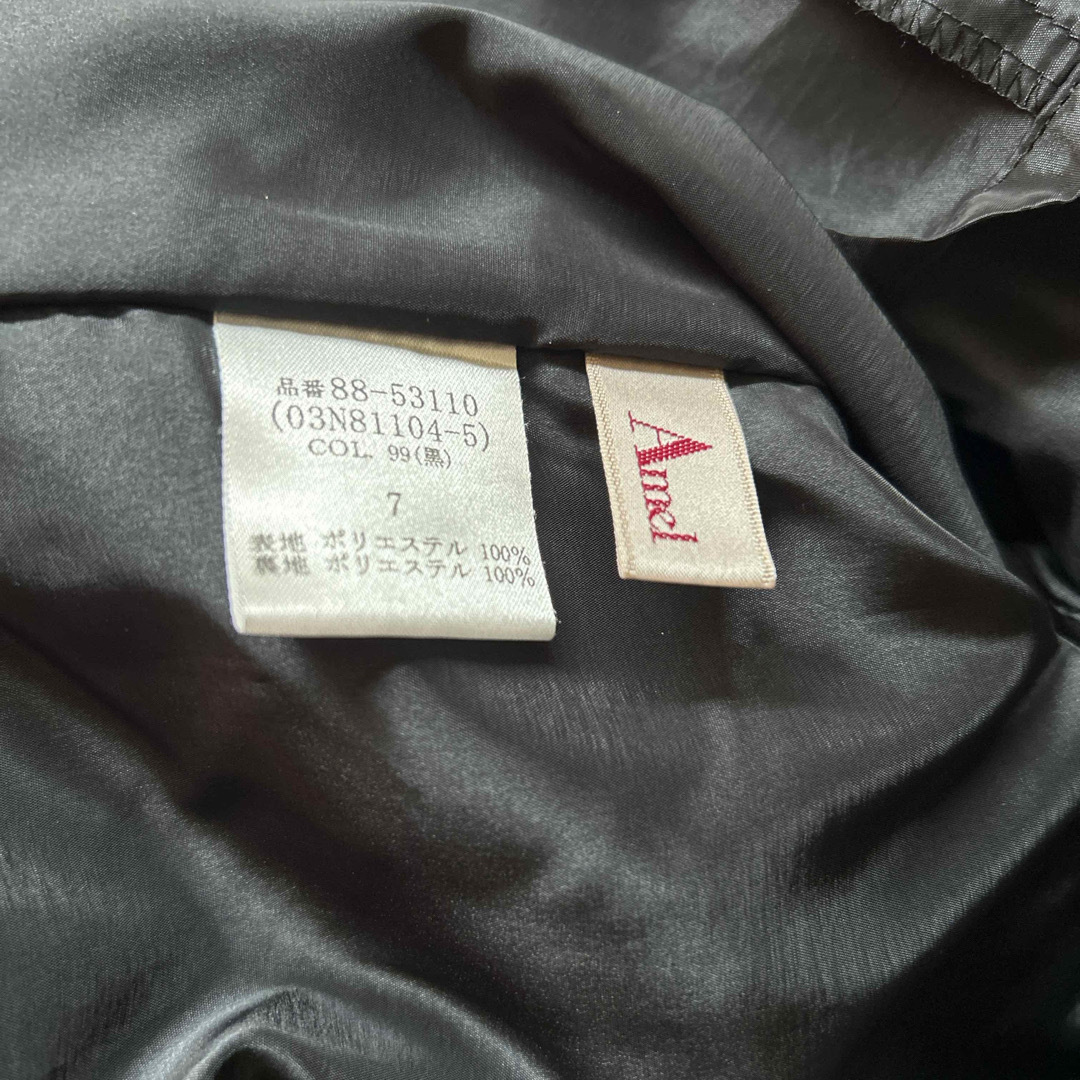 品番88-53110
(03N81104-5)
COL. 99(黒)
7
表地 ポリエステル 100%
裏地 ポリエステル 100%
Amel